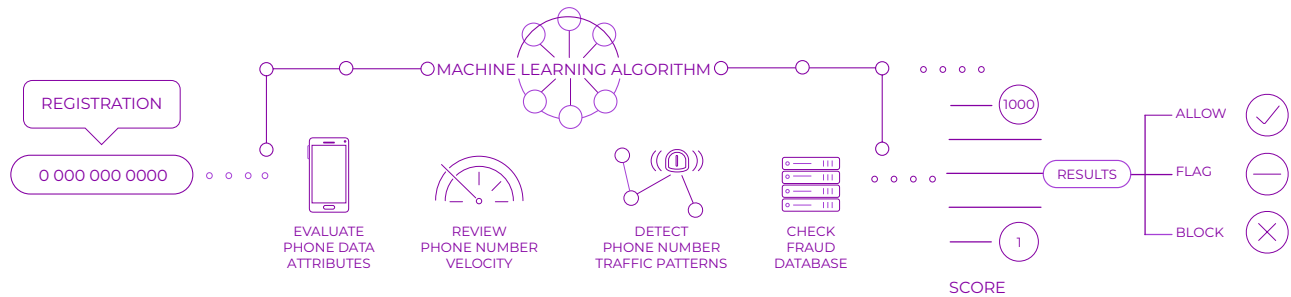 REGISTRATION
0 000 000 0000
MACHINE LEARNING ALGORITHM
EVALUATE
PHONE DATA
ATTRIBUTES
REVIEW
PHONE NUMBER
VELOCITY
DETECT
PHONE NUMBER
TRAFFIC PATTERNS
CHECK
FRAUD
DATABASE
1000
1
SCORE
RESULTS
ALLOW
FLAG
BLOCK